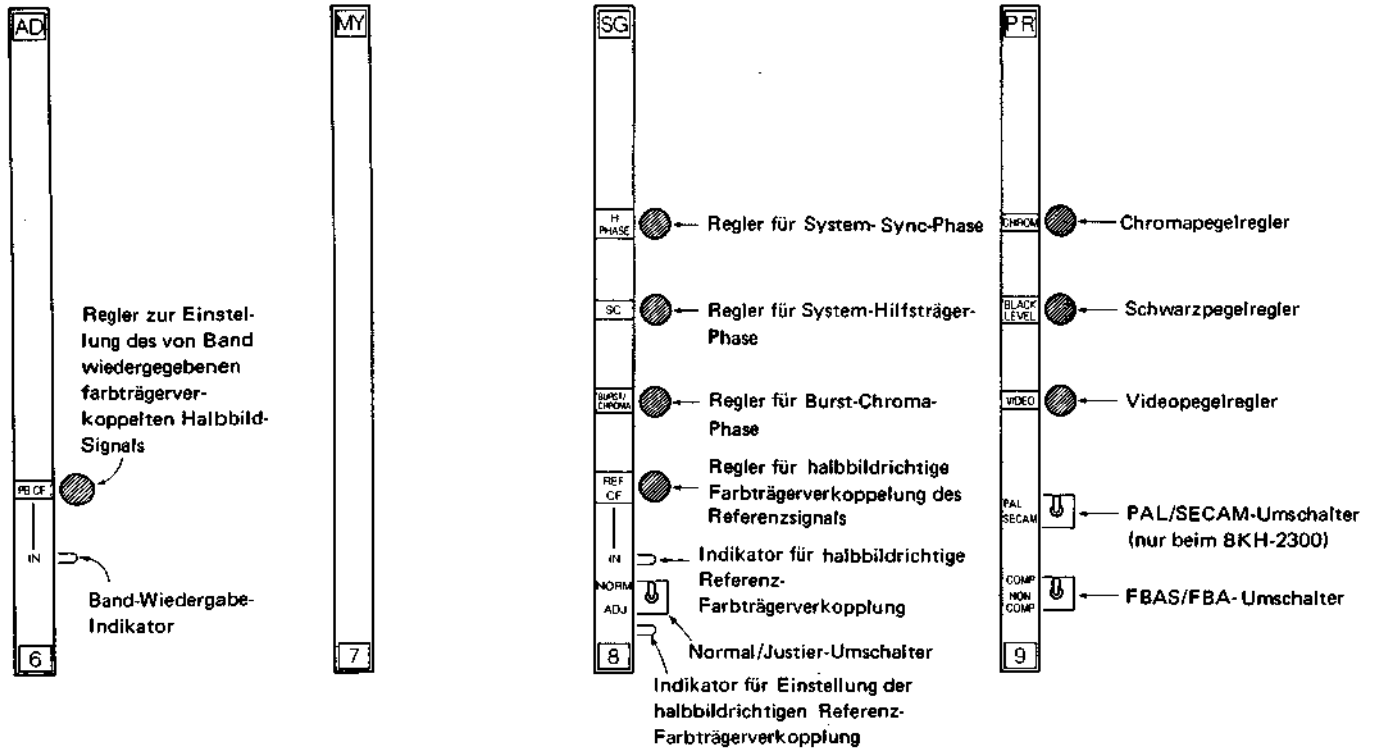 AD
Regler zur Einstel-
lung des von Band
wiedergegebenen
farbträgerver-
koppelten Halbbild-
Signals
PB CF
IN
Band-Wiedergabe-
Indikator
6
MY
7
SG
H
PHASE
Regler für System-Sync-Phase
SC
Regler für System-Hilfsträger-
Phase
BURST/
CHROMA
Regler für Burst-Chroma-
Phase
REF
CF
Regler für halbbildrichtige
Farbträgerverkoppelung des
Referenzsignals
IN
Indikator für halbbildrichtige
Referenz-
Farbträgerverkopplung
NORM
ADJ
Normal/Justier-Umschalter
8
Indikator für Einstellung der
halbbildrichtigen Referenz-
Farbträgerverkopplung
PR
CHROM
Chromapegelregler
BLACK
LEVEL
Schwarzpegelregler
VIDEO
Videopegelregler
PAL
SECAM
PAL/SECAM-Umschalter
(nur beim BKH-2300)
COMP
NON
COMP
FBAS/FBA-Umschalter
9